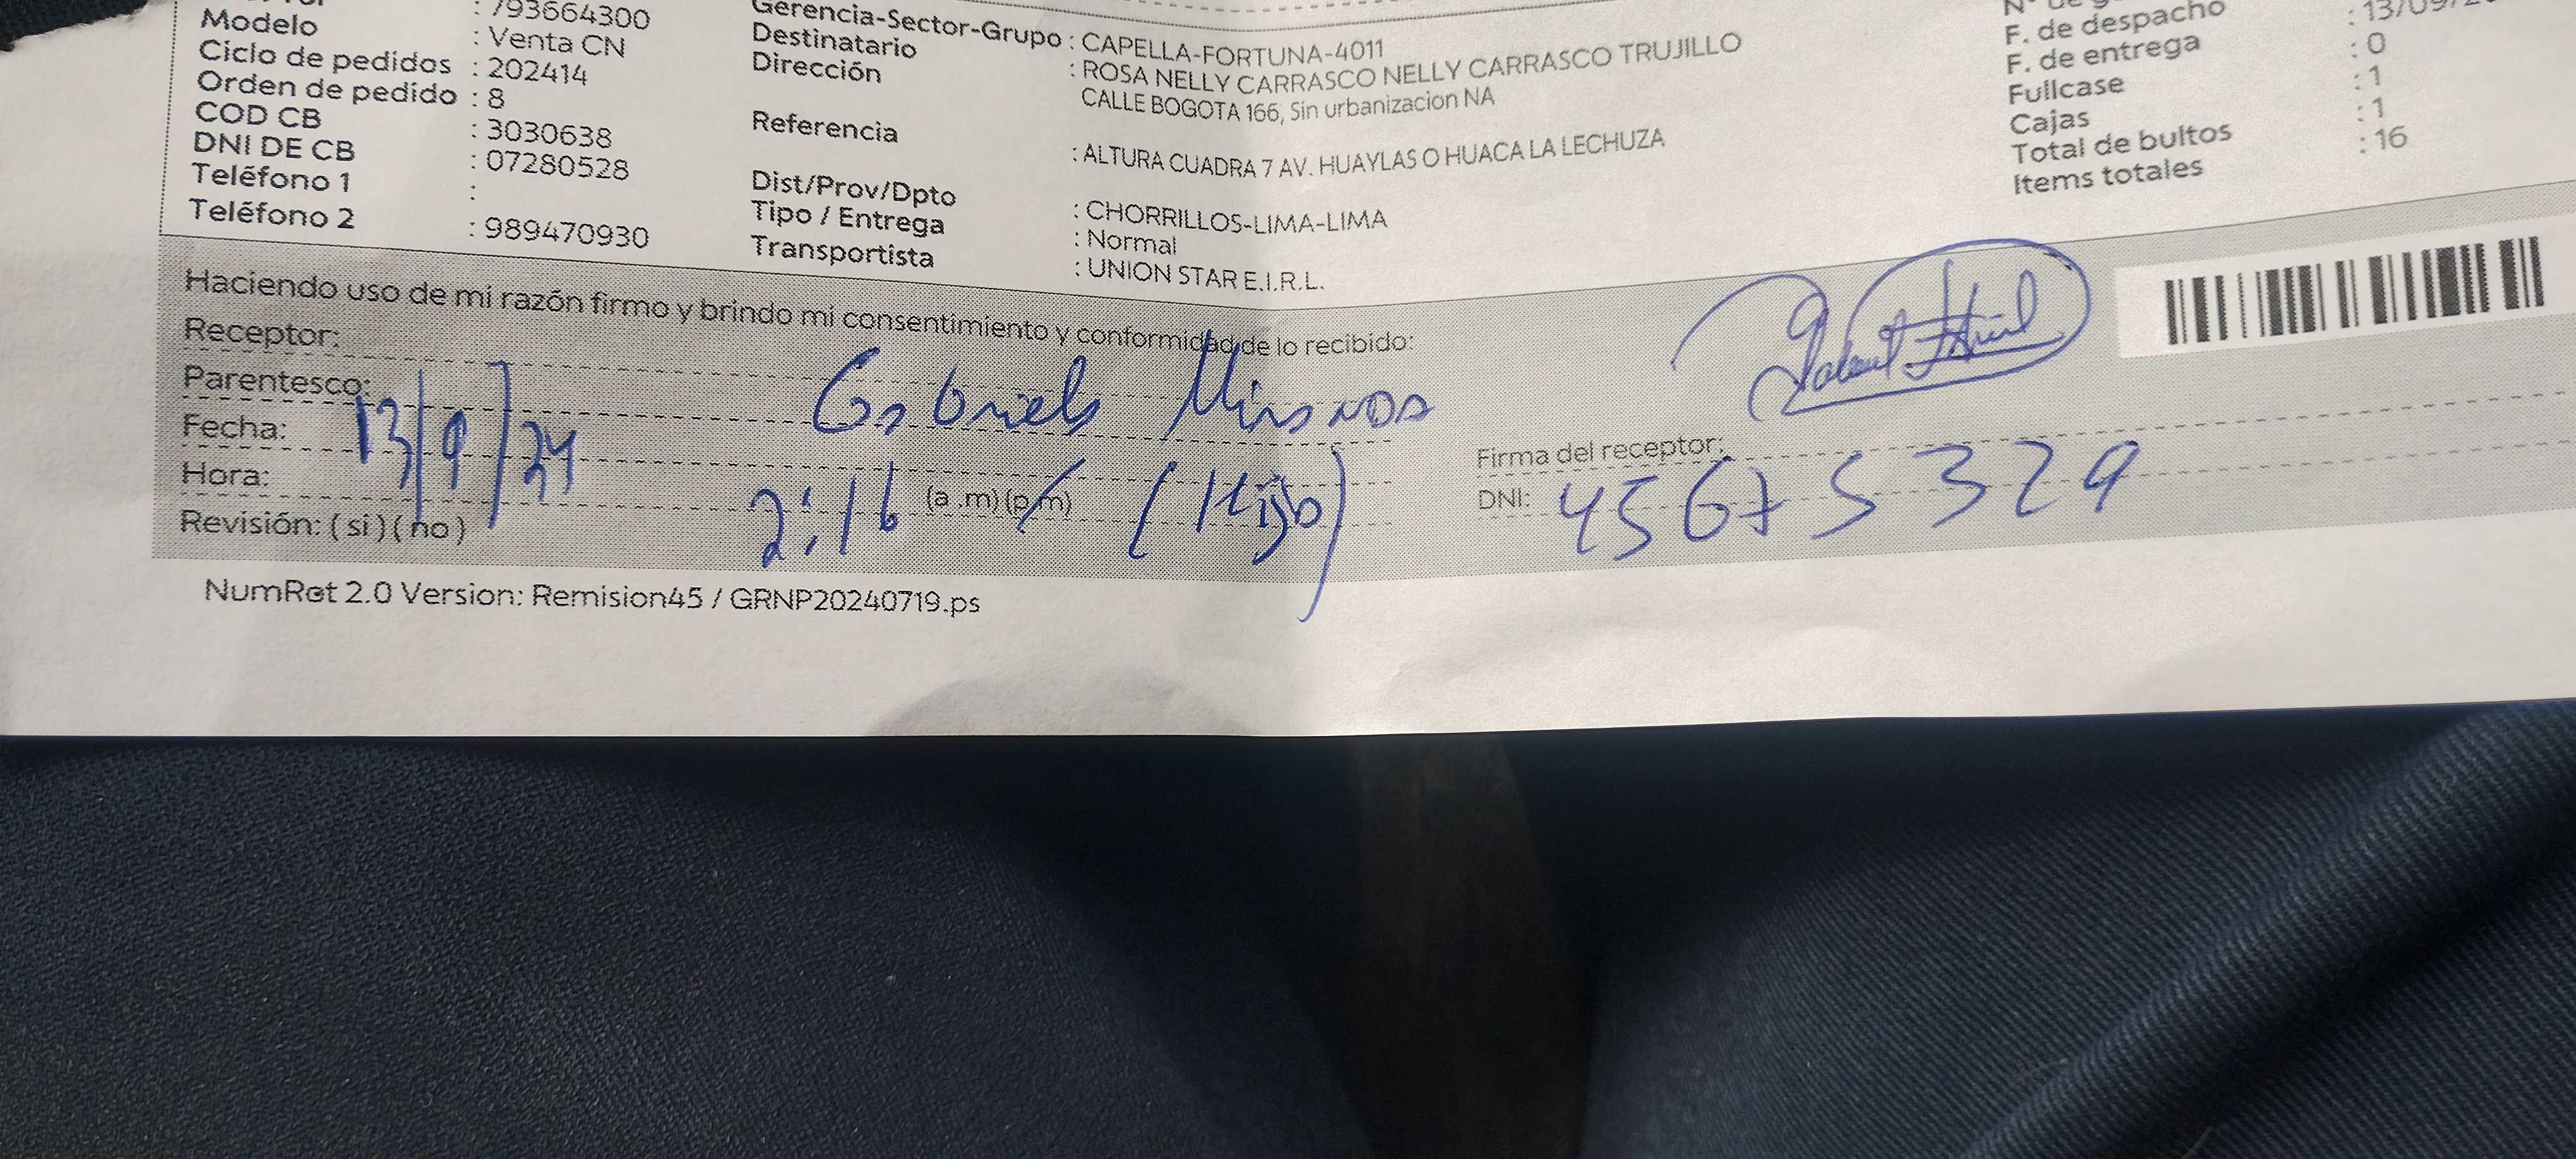 : 793664300
Modelo : Venta CN
Ciclo de pedidos : 202414
Orden de pedido : 8
COD CB : 3030638
DNI DE CB : 07280528
Teléfono 1 :
Teléfono 2 : 989470930
Gerencia-Sector-Grupo : CAPELLA-FORTUNA-4011
Destinatario : ROSA NELLY CARRASCO NELLY CARRASCO TRUJILLO
Dirección CALLE BOGOTA 166, Sin urbanizacion NA
Referencia : ALTURA CUADRA 7 AV. HUAYLAS O HUACA LA LECHUZA
Dist/Prov/Dpto : CHORRILLOS-LIMA-LIMA
Tipo / Entrega : Normal
Transportista : UNION STAR E.I.R.L.
F. de despacho : 13/09/
F. de entrega : 0
Fullcase : 1
Cajas : 1
Total de bultos : 16
Items totales
Haciendo uso de mi razón firmo y brindo mi consentimiento y conformidad de lo recibido:
Receptor: Gabriela Miranda
Parentesco:
Fecha: 13/9/24
Hora: 2:16 (a.m)(p.m) (Hijo)
Revisión: ( si ) ( no )
Firma del receptor:
DNI: 45675329
NumRot 2.0 Version: Remision45 / GRNP20240719.ps